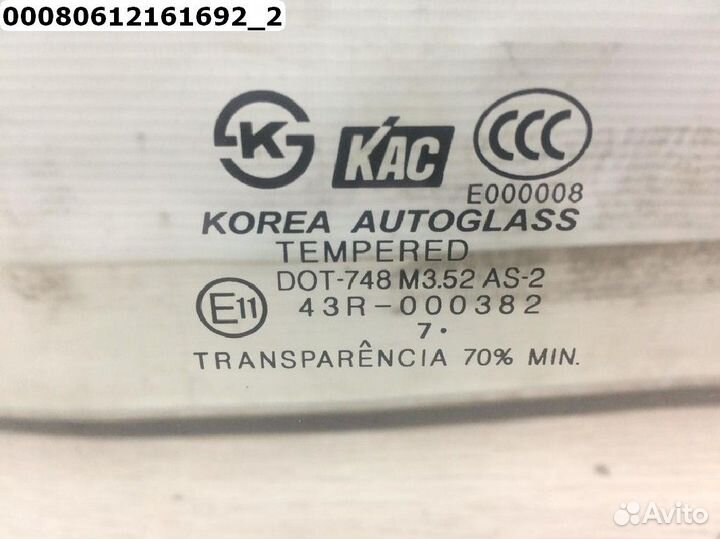 00080612161692_2
K KAC CCC
E000008
KOREA AUTOGLASS
TEMPERED
DOT-748 M3.52 AS-2
E11 43R-000382
7·
TRANSPARÊNCIA 70% MIN.
Avito